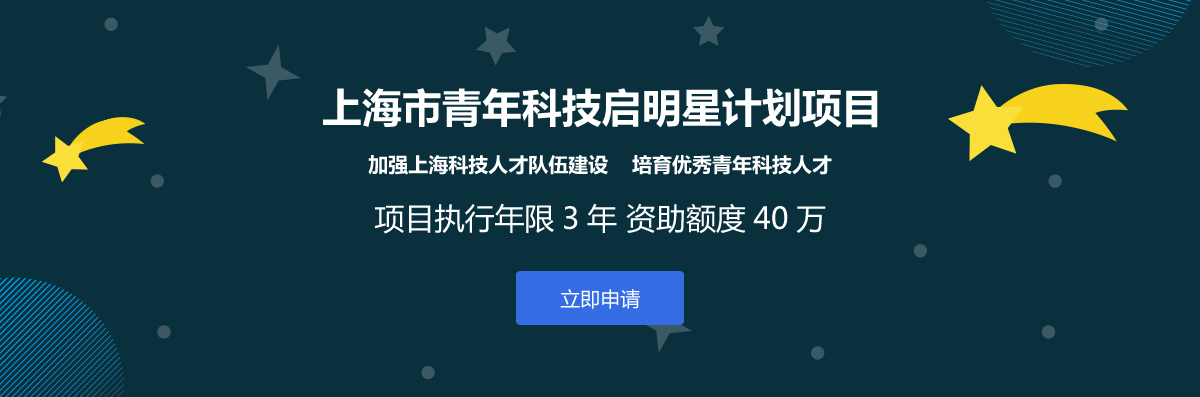 上海市青年科技启明星计划项目
加强上海科技人才队伍建设 培育优秀青年科技人才
项目执行年限 3 年 资助额度 40 万
立即申请